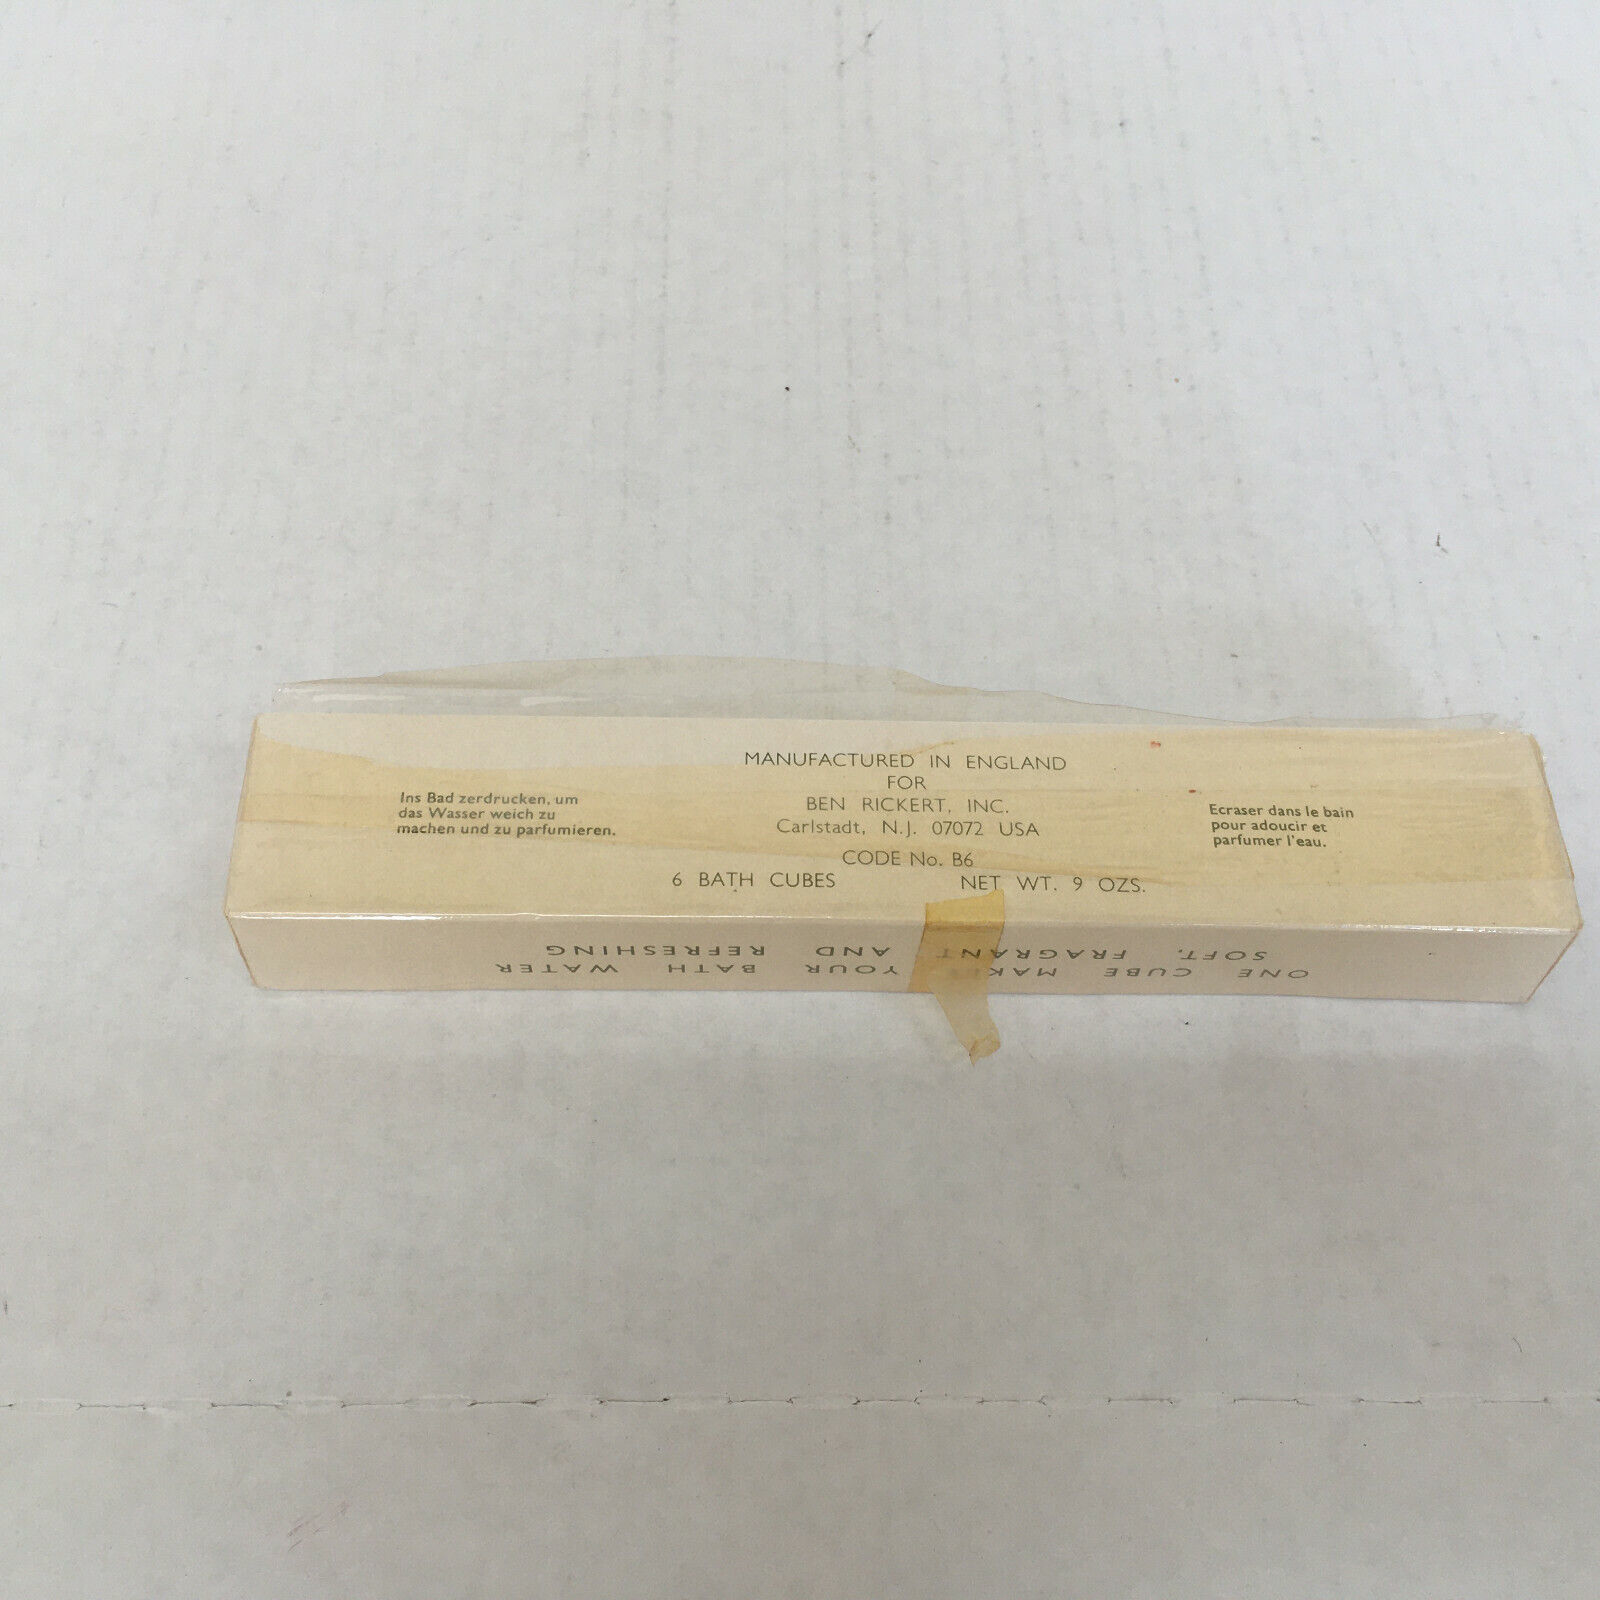 MANUFACTURED IN ENGLAND
FOR
BEN RICKERT, INC.
Carlstadt, N.J. 07072 USA
CODE No. B6
6 BATH CUBES NET WT. 9 OZS.
Ins Bad zerdrucken, um
das Wasser weich zu
machen und zu parfumieren.
Ecraser dans le bain
pour adoucir et
parfumer l'eau.
ONE CUBE MAKES YOUR BATH WATER
SOFT, FRAGRANT AND REFRESHING